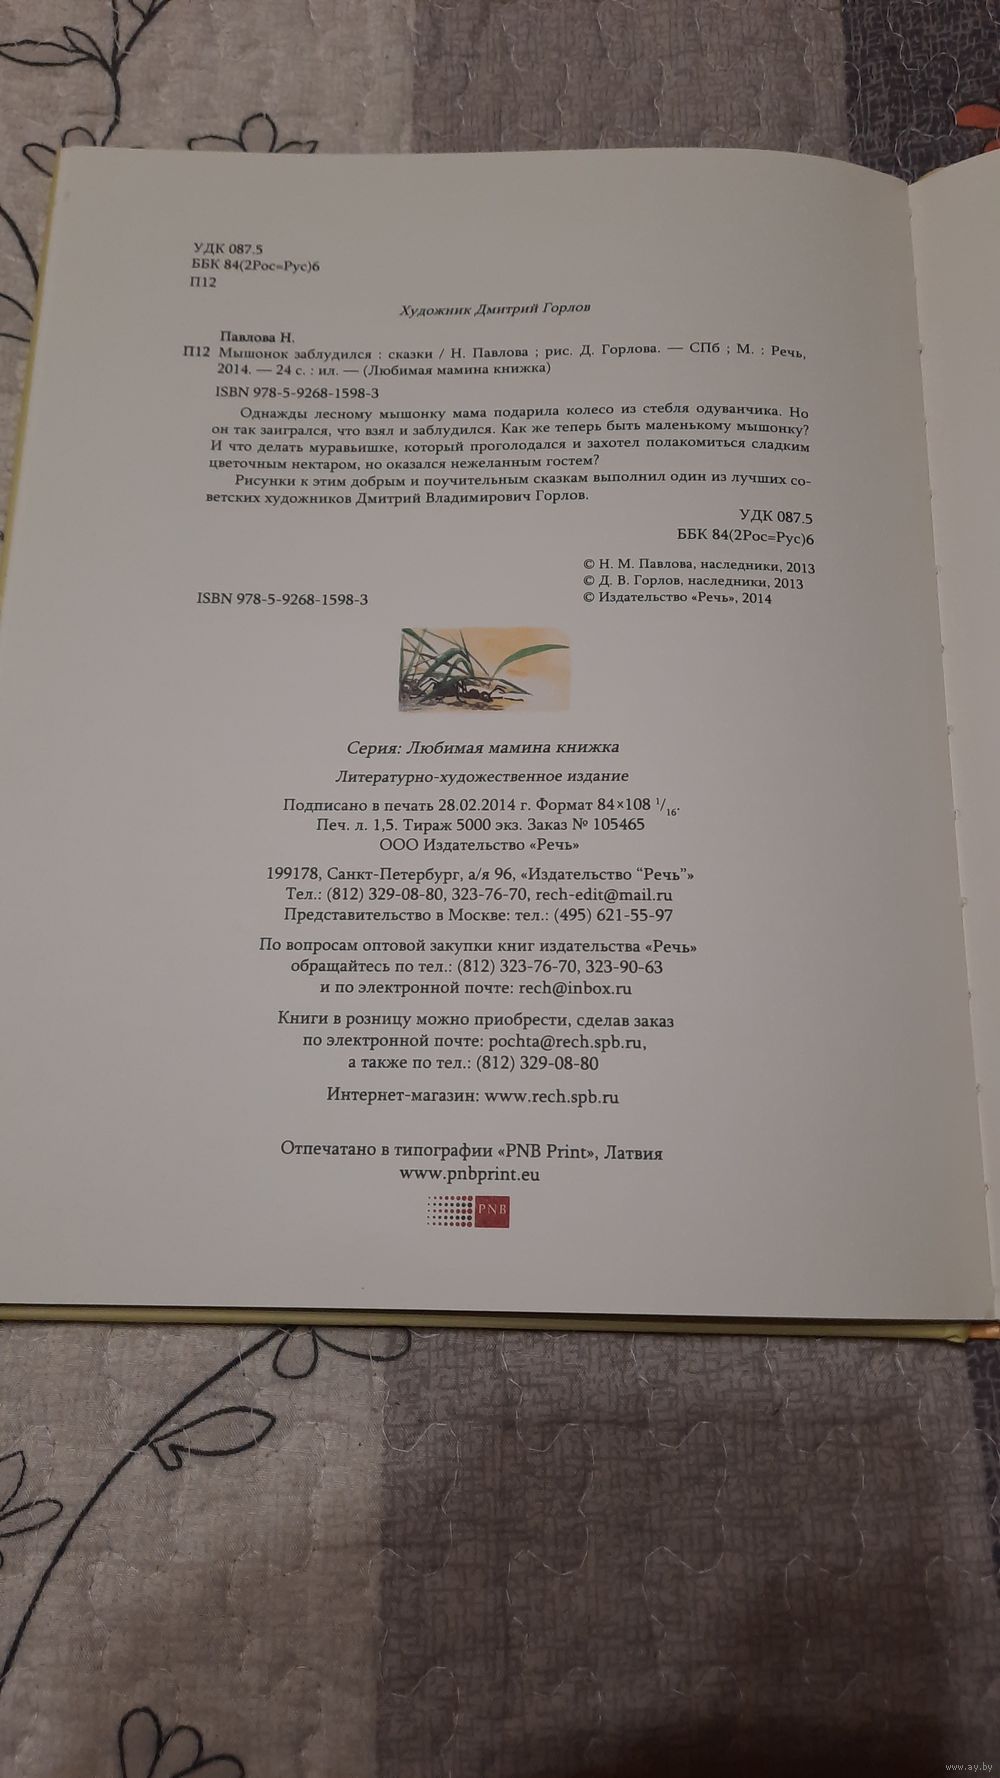 УДК 087.5
ББК 84(2Рос=Рус)6
П12
Художник Дмитрий Горлов
Павлова Н.
П12 Мышонок заблудился : сказки / Н. Павлова ; рис. Д. Горлова. — СПб ; М. : Речь,
2014. — 24 с. : ил. — (Любимая мамина книжка)
ISBN 978-5-9268-1598-3
Однажды лесному мышонку мама подарила колесо из стебля одуванчика. Но
он так заигрался, что взял и заблудился. Как же теперь быть маленькому мышонку?
И что делать муравьишке, который проголодался и захотел полакомиться сладким
цветочным нектаром, но оказался нежеланным гостем?
Рисунки к этим добрым и поучительным сказкам выполнил один из лучших со-
ветских художников Дмитрий Владимирович Горлов.
УДК 087.5
ББК 84(2Рос=Рус)6
© Н. М. Павлова, наследники, 2013
© Д. В. Горлов, наследники, 2013
ISBN 978-5-9268-1598-3 © Издательство «Речь», 2014
Серия: Любимая мамина книжка
Литературно-художественное издание
Подписано в печать 28.02.2014 г. Формат 84×108 1/16.
Печ. л. 1,5. Тираж 5000 экз. Заказ № 105465
ООО Издательство «Речь»
199178, Санкт-Петербург, а/я 96, «Издательство "Речь"»
Тел.: (812) 329-08-80, 323-76-70, rech-edit@mail.ru
Представительство в Москве: тел.: (495) 621-55-97
По вопросам оптовой закупки книг издательства «Речь»
обращайтесь по тел.: (812) 323-76-70, 323-90-63
и по электронной почте: rech@inbox.ru
Книги в розницу можно приобрести, сделав заказ
по электронной почте: pochta@rech.spb.ru,
а также по тел.: (812) 329-08-80
Интернет-магазин: www.rech.spb.ru
Отпечатано в типографии «PNB Print», Латвия
www.pnbprint.eu
PNB
www.ay.by